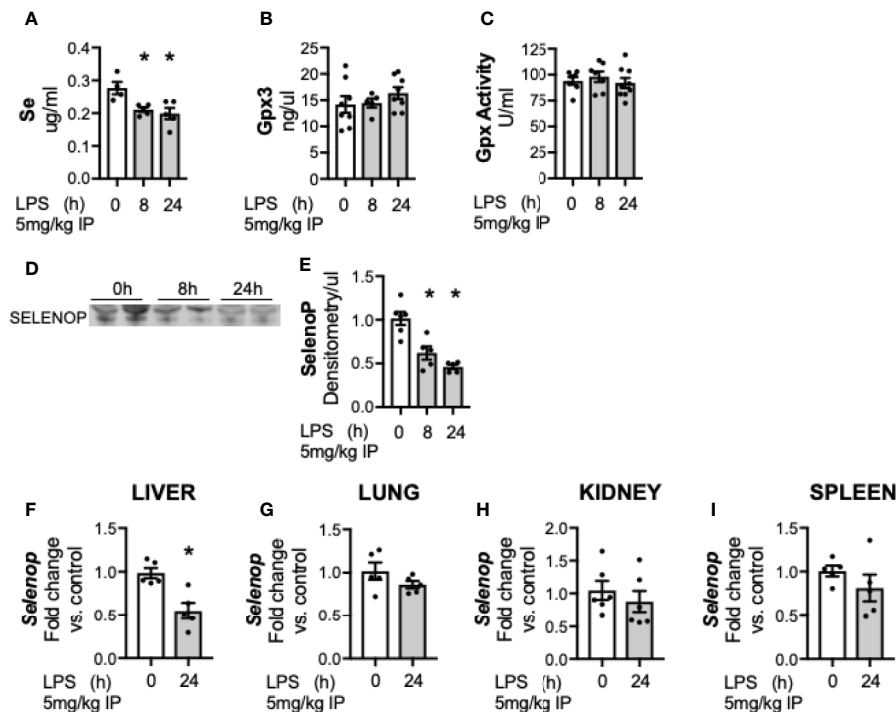 A
Se
ug/ml
0.4
0.3
0.2
0.1
0.0
* *
LPS (h) 0 8 24
5mg/kg IP
B
Gpx3
ng/ul
25
20
15
10
5
0
LPS (h) 0 8 24
5mg/kg IP
C
Gpx Activity
U/ml
125
100
75
50
25
0
LPS (h) 0 8 24
5mg/kg IP
D
0h 8h 24h
SELENOP
E
SelenoP
Densitometry/ul
1.5
1.0
0.5
0.0
* *
LPS (h) 0 8 24
5mg/kg IP
LIVER
F
Selenop
Fold change
vs. control
1.5
1.0
0.5
0.0
*
LPS (h) 0 24
5mg/kg IP
LUNG
G
Selenop
Fold change
vs. control
1.5
1.0
0.5
0.0
LPS (h) 0 24
5mg/kg IP
KIDNEY
H
Selenop
Fold change
vs. control
2.0
1.5
1.0
0.5
0.0
LPS (h) 0 24
5mg/kg IP
SPLEEN
I
Selenop
Fold change
vs. control
1.5
1.0
0.5
0.0
LPS (h) 0 24
5mg/kg IP